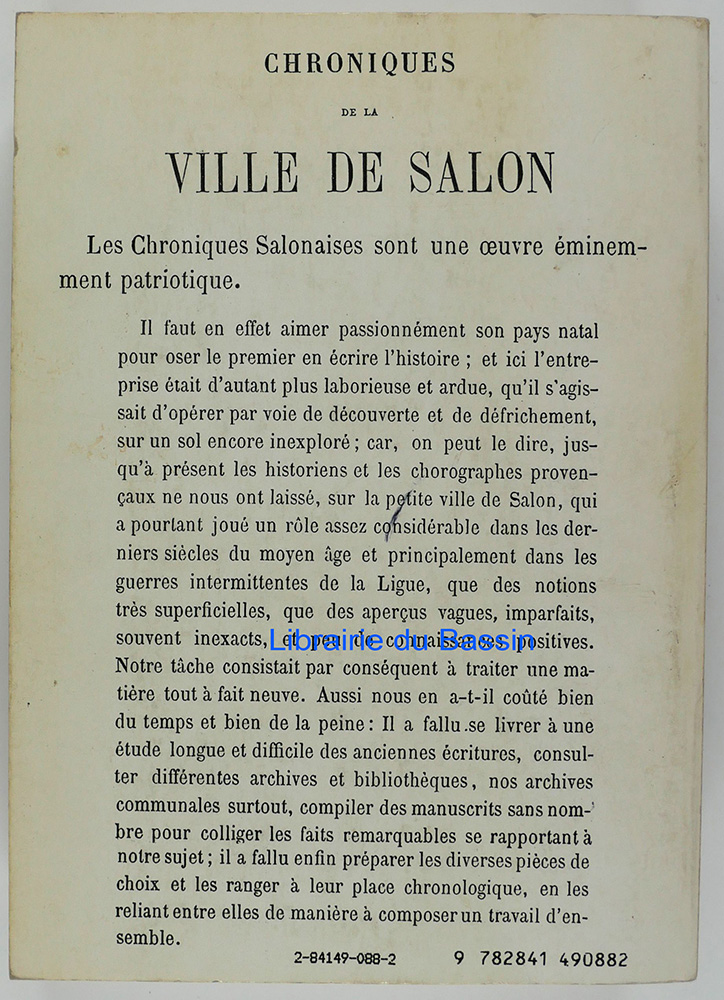 CHRONIQUES
DE LA
VILLE DE SALON
Les Chroniques Salonaises sont une œuvre éminem-
ment patriotique.
Il faut en effet aimer passionnément son pays natal
pour oser le premier en écrire l'histoire ; et ici l'entre-
prise était d'autant plus laborieuse et ardue, qu'il s'agis-
sait d'opérer par voie de découverte et de défrichement,
sur un sol encore inexploré ; car, on peut le dire, jus-
qu'à présent les historiens et les chorographes proven-
çaux ne nous ont laissé, sur la petite ville de Salon, qui
a pourtant joué un rôle assez considérable dans les der-
niers siècles du moyen âge et principalement dans les
guerres intermittentes de la Ligue, que des notions
très superficielles, que des aperçus vagues, imparfaits,
souvent inexacts, et peu de connaissances positives.
Librairie du Bassin
Notre tâche consistait par conséquent à traiter une ma-
tière tout à fait neuve. Aussi nous en a-t-il coûté bien
du temps et bien de la peine : Il a fallu se livrer à une
étude longue et difficile des anciennes écritures, consul-
ter différentes archives et bibliothèques, nos archives
communales surtout, compiler des manuscrits sans nom-
bre pour colliger les faits remarquables se rapportant à
notre sujet ; il a fallu enfin préparer les diverses pièces de
choix et les ranger à leur place chronologique, en les
reliant entre elles de manière à composer un travail d'en-
semble.
2-84149-088-2 9 782841 490882